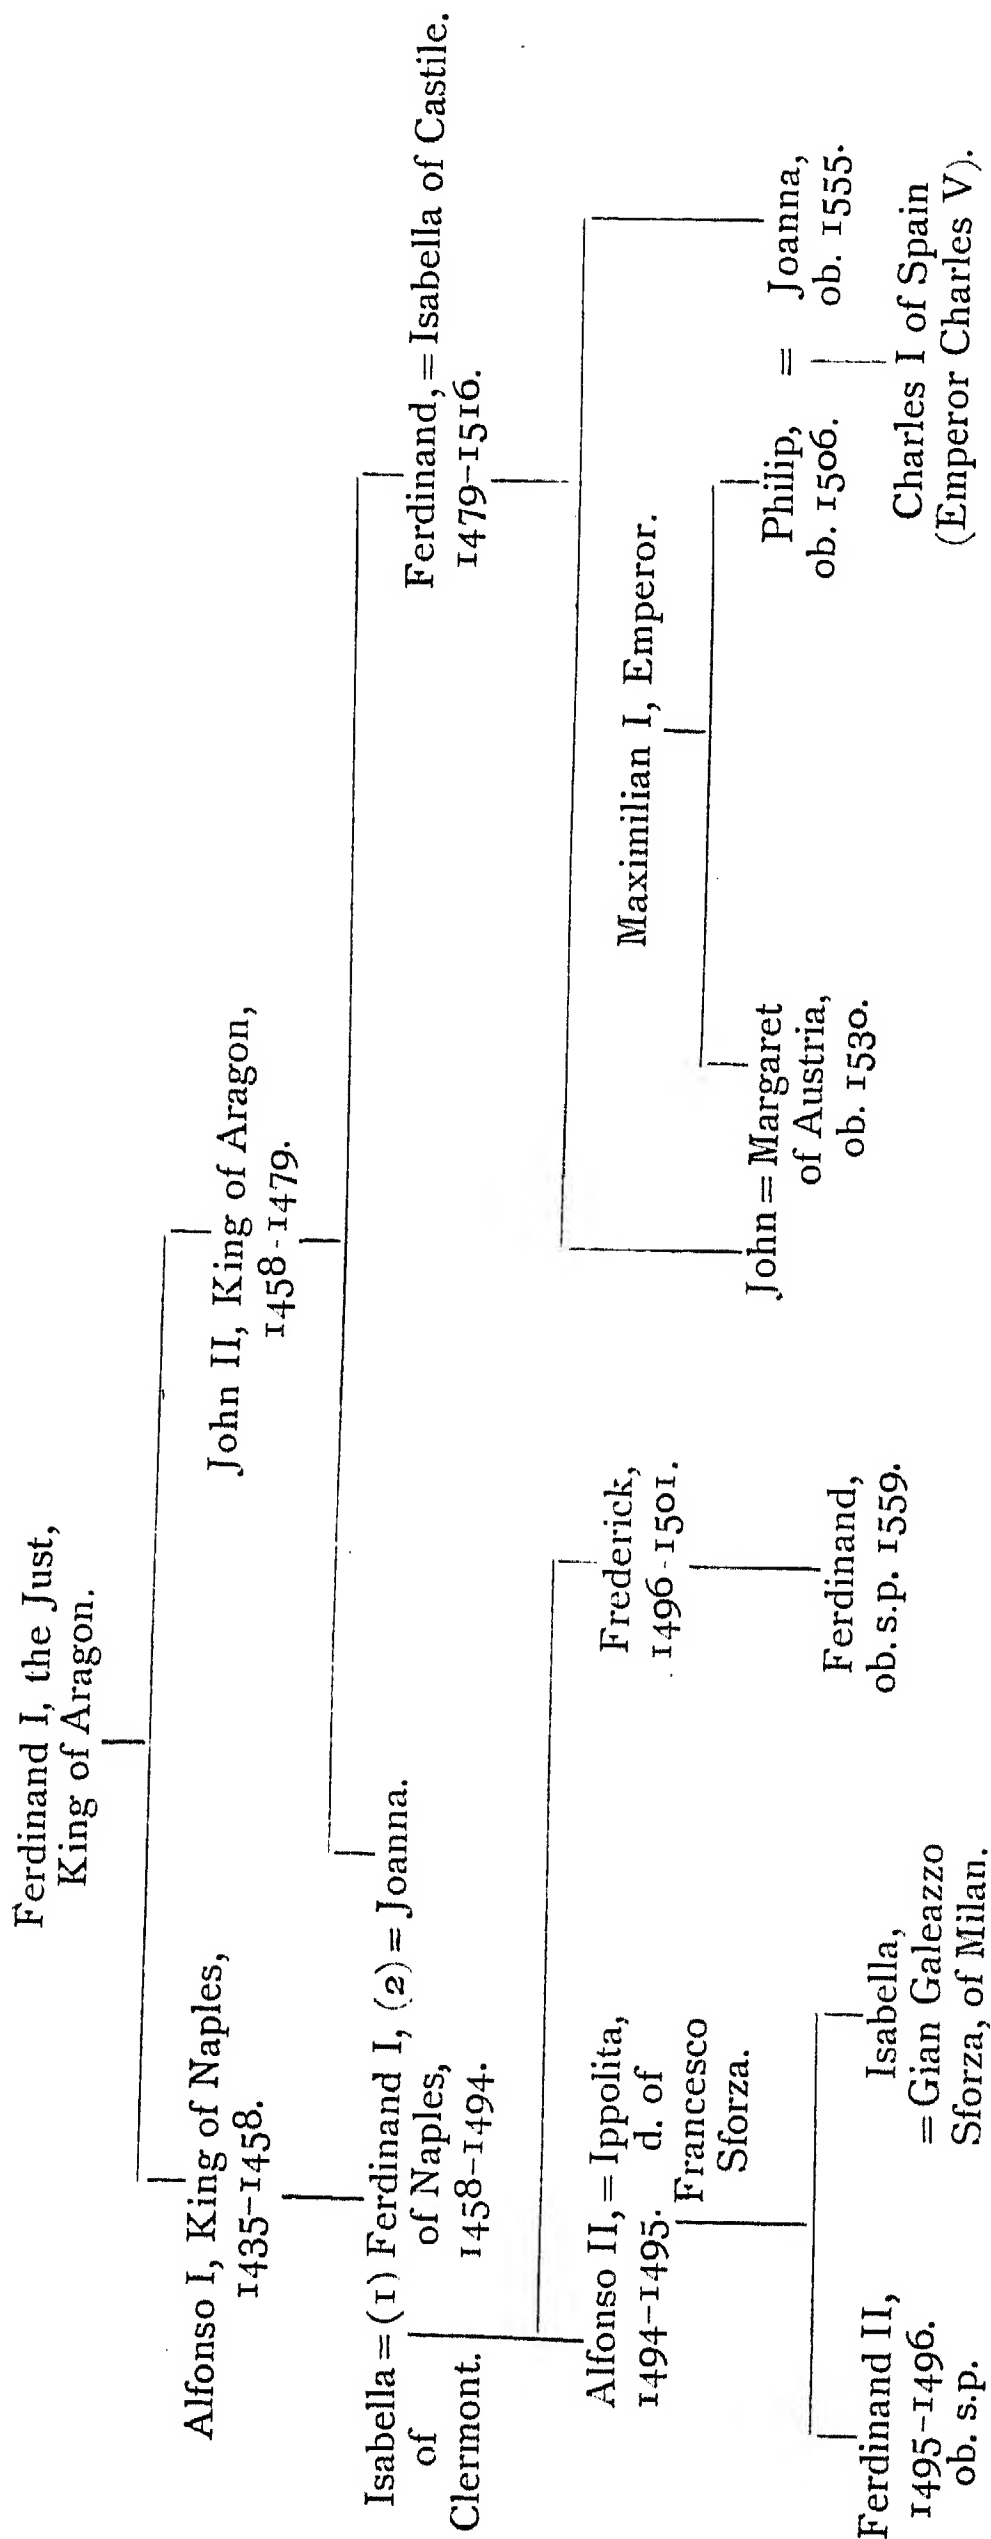 Ferdinand I, the Just,
King of Aragon.
Alfonso I, King of Naples,
1435–1458.
John II, King of Aragon,
1458-1479.
Isabella = (1) Ferdinand I, (2) = Joanna.
of
of Naples,
Clermont.
1458–1494.
Ferdinand, = Isabella of Castile.
1479–1516.
Alfonso II, = Ippolita,
1494–1495.
d. of
Francesco
Sforza.
Frederick,
1496-1501.
Maximilian I, Emperor.
John = Margaret
of Austria,
ob. 1530.
Philip, = Joanna,
ob. 1506.
ob. 1555.
Ferdinand II,
1495–1496.
ob. s.p.
Isabella,
= Gian Galeazzo
Sforza, of Milan.
Ferdinand,
ob. s.p. 1559.
Charles I of Spain
(Emperor Charles V).